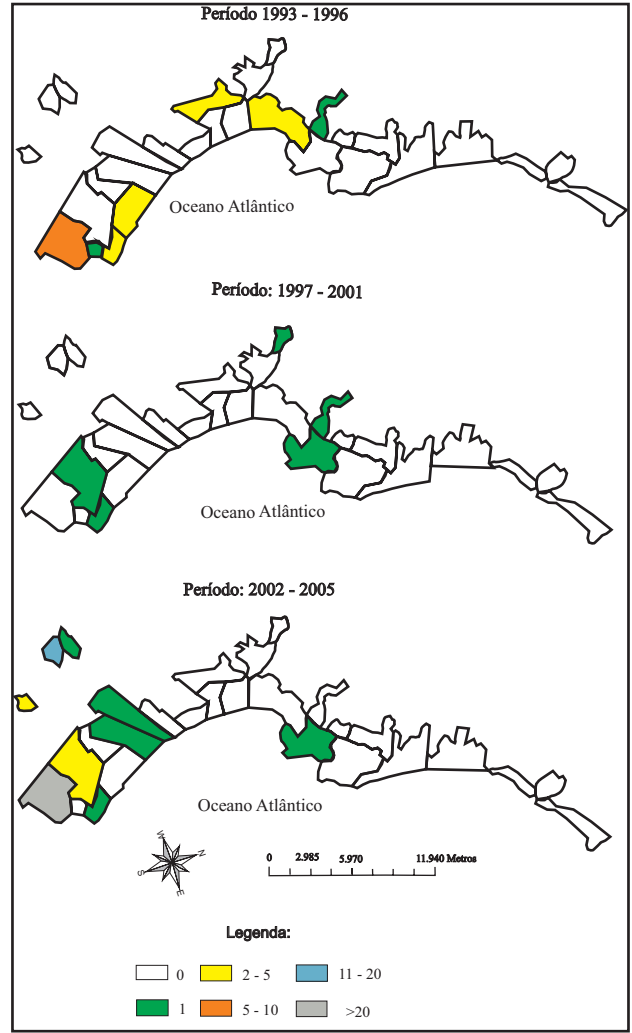 Período 1993 - 1996
Oceano Atlântico
Período: 1997 - 2001
Oceano Atlântico
Período: 2002 - 2005
Oceano Atlântico
W
N
S
E
0 2.985 5.970 11.940 Metros
Legenda:
0 2 - 5 11 - 20
1 5 - 10 >20